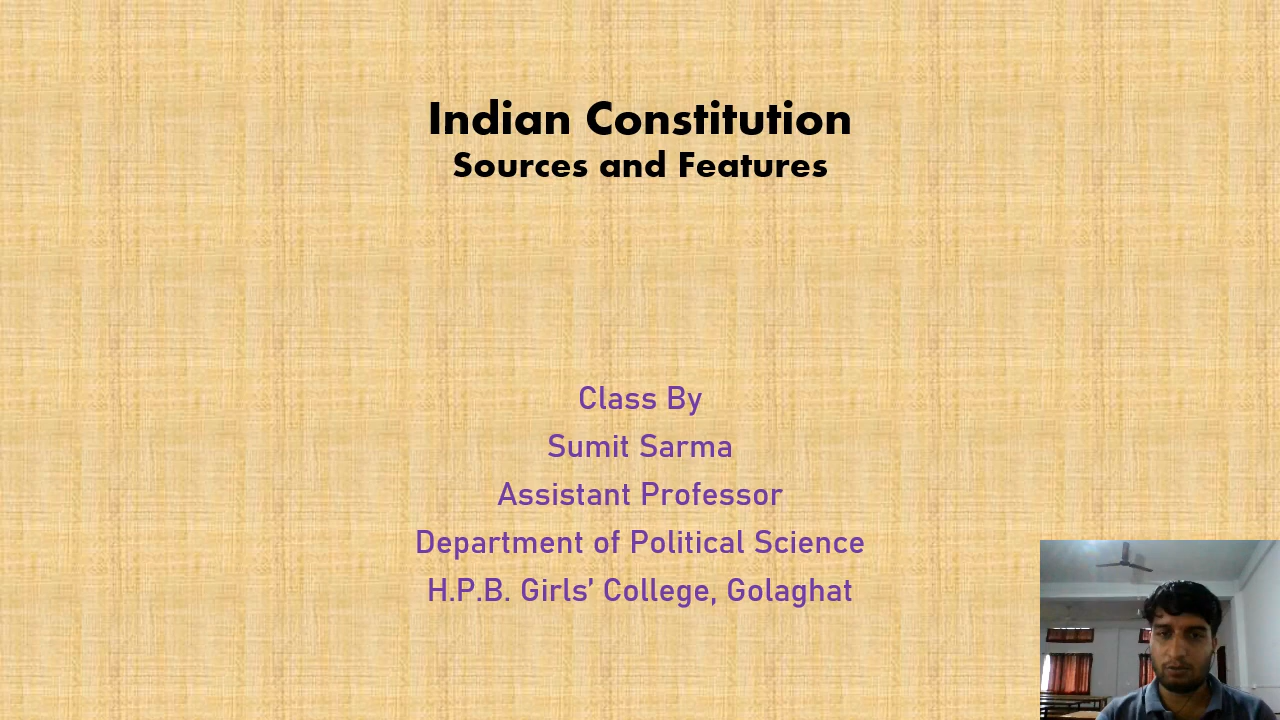 Indian Constitution
Sources and Features
Class By
Sumit Sarma
Assistant Professor
Department of Political Science
H.P.B. Girls’ College, Golaghat